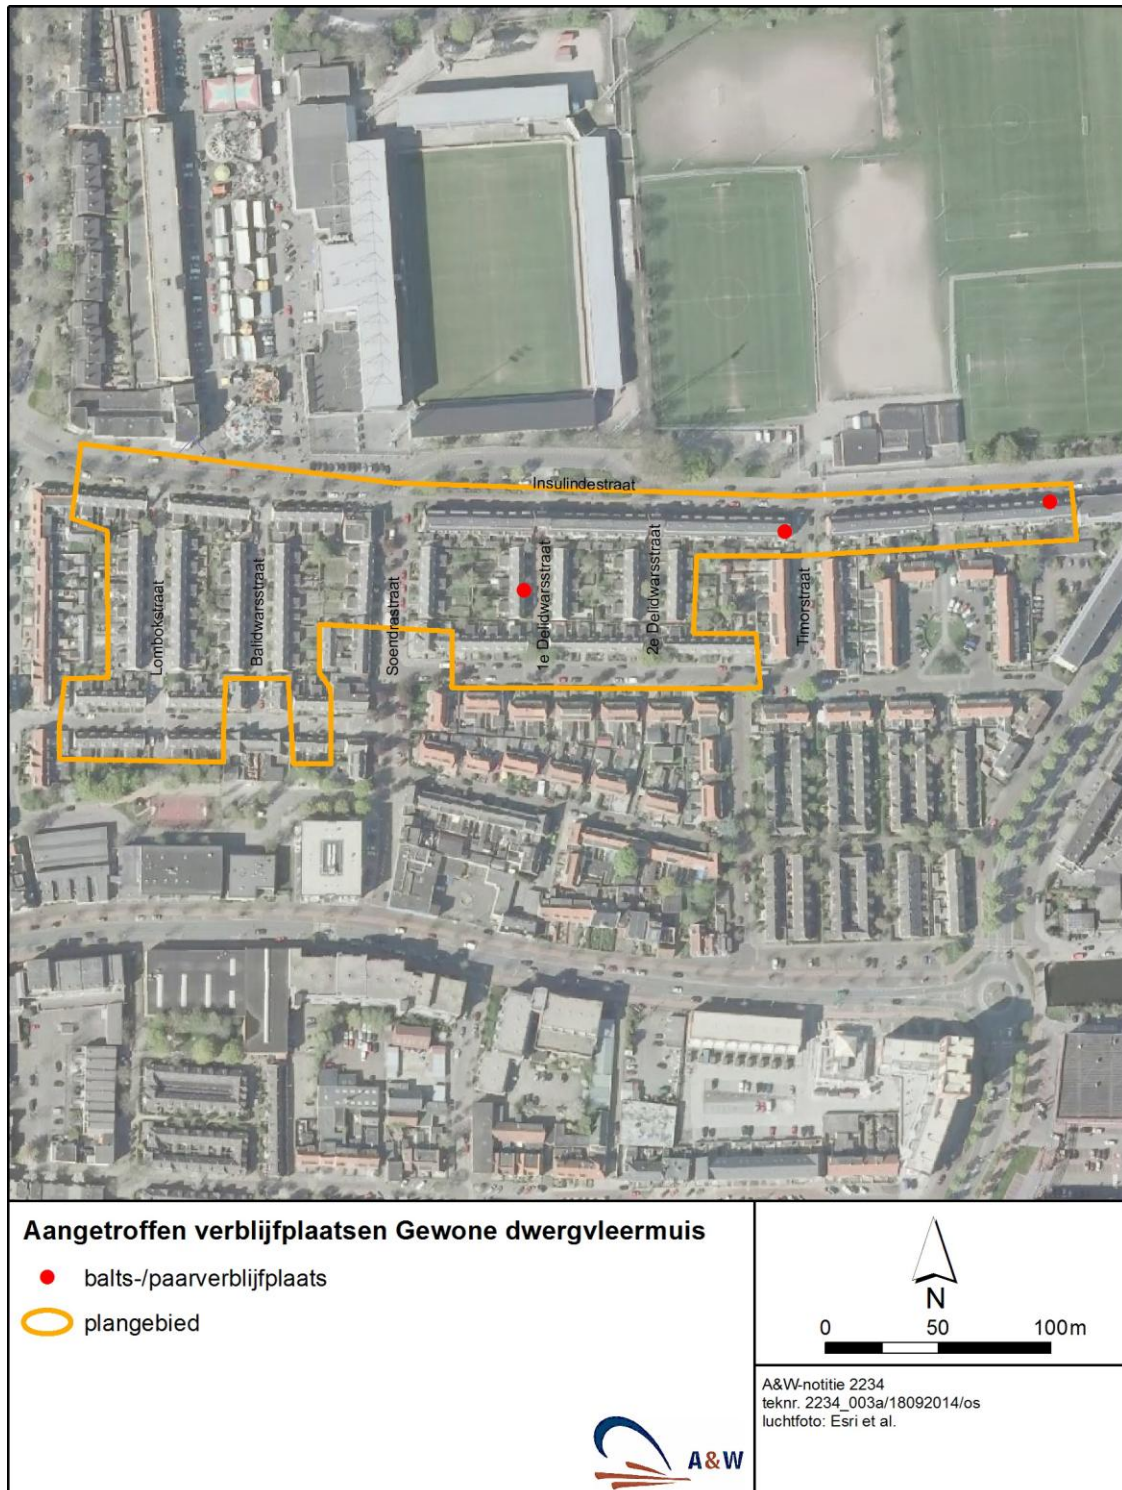 Insulindestraat
Lombokstraat
Balidwarsstraat
Soendrastraat
1e Delidwarsstraat
2e Delidwarsstraat
Timorstraat
Aangetroffen verblijfplaatsen Gewone dwergvleermuis
balts-/paarverblijfplaats
plangebied
N
0 50 100m
A&W-notitie 2234
teknr. 2234_003a/18092014/os
luchtfoto: Esri et al.
A&W